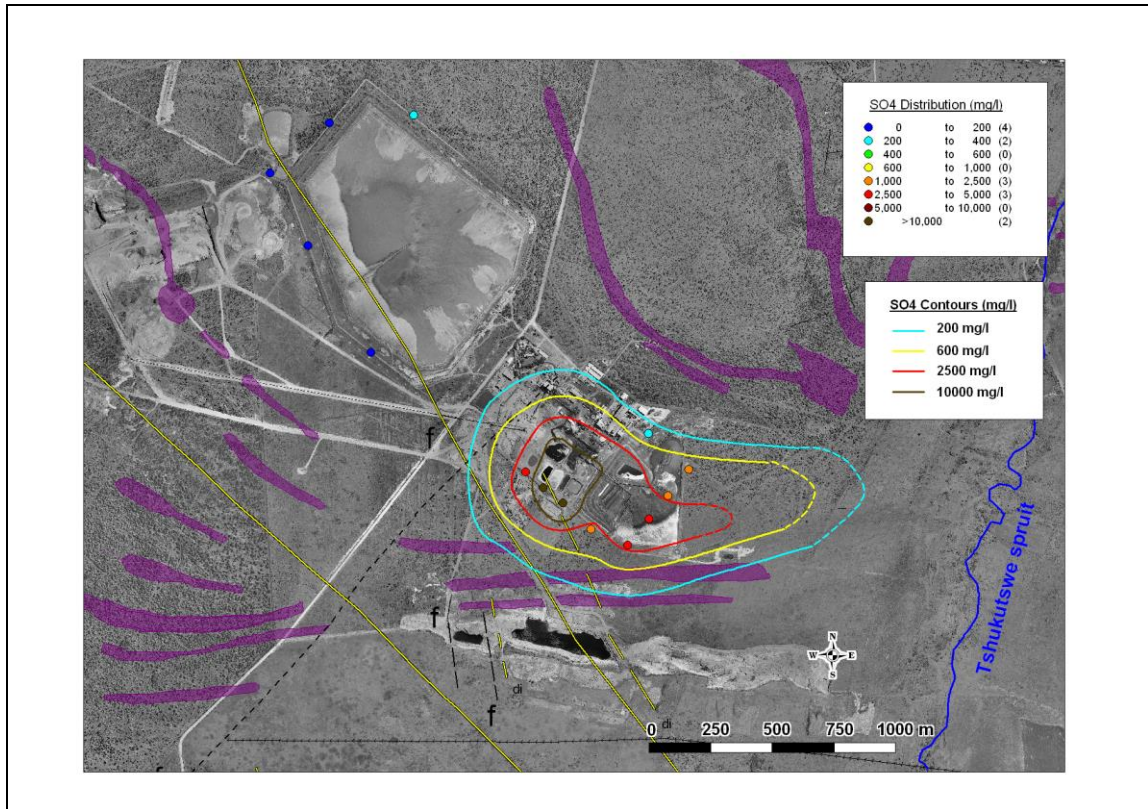 SO4 Distribution (mg/l)
0 to 200 (4)
200 to 400 (2)
400 to 600 (0)
600 to 1,000 (0)
1,000 to 2,500 (3)
2,500 to 5,000 (3)
5,000 to 10,000 (0)
>10,000 (2)
SO4 Contours (mg/l)
200 mg/l
600 mg/l
2500 mg/l
10000 mg/l
f
f
f
di
di
Tshukutswe spruit
N
W E
S
0 250 500 750 1000 m